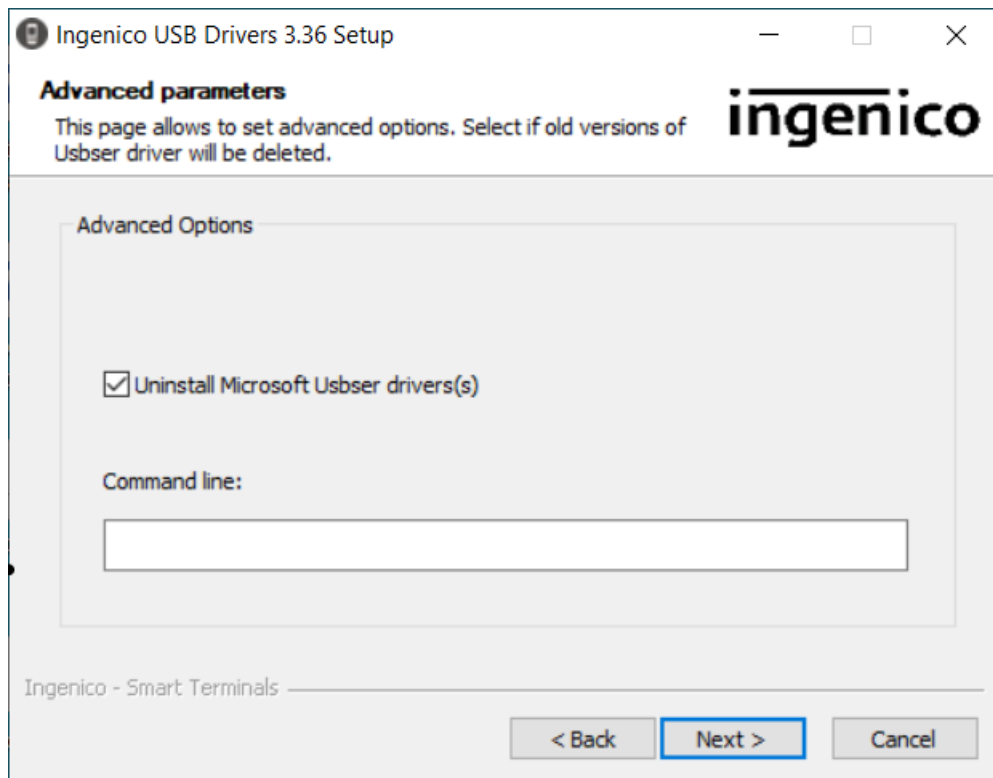 Ingenico USB Drivers 3.36 Setup
Advanced parameters
This page allows to set advanced options. Select if old versions of
Usbser driver will be deleted.
ingenico
Advanced Options
Uninstall Microsoft Usbser drivers(s)
Command line:
Ingenico - Smart Terminals
< Back
Next >
Cancel